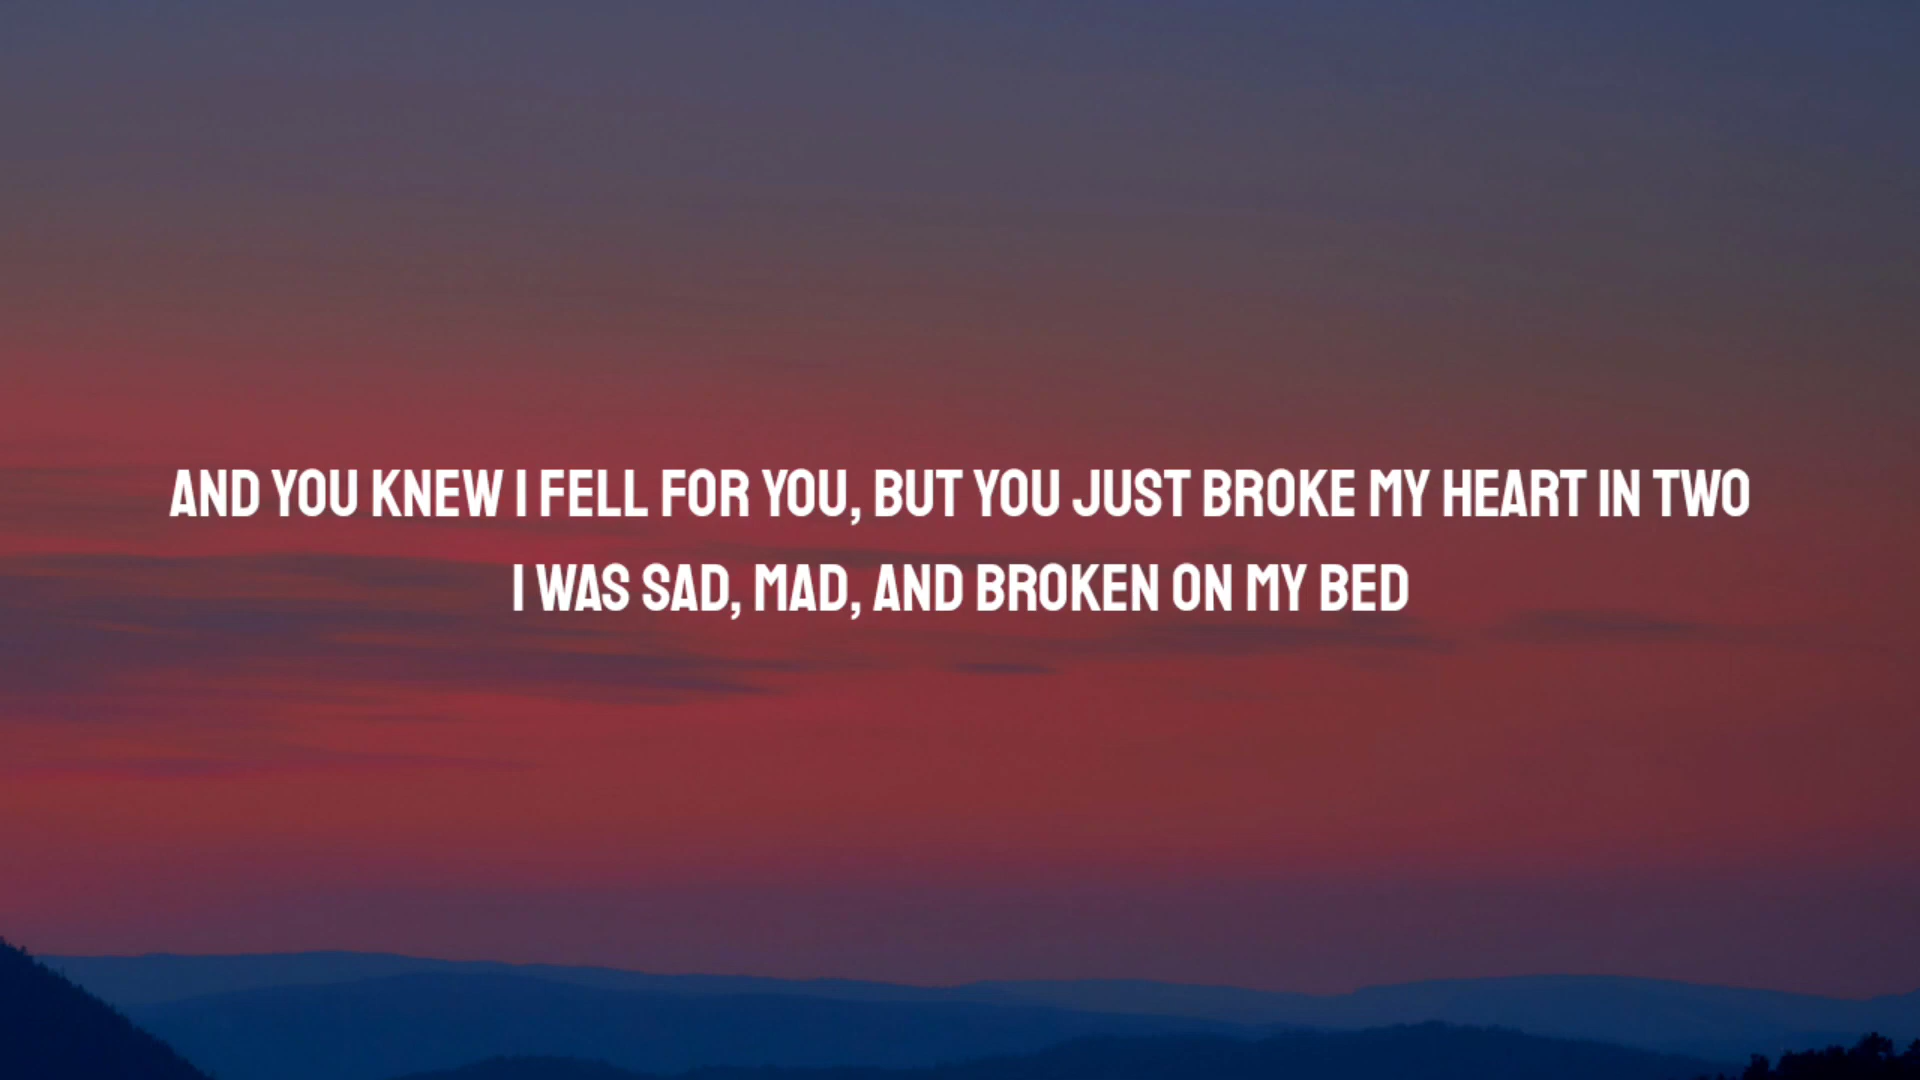 AND YOU KNEW I FELL FOR YOU, BUT YOU JUST BROKE MY HEART IN TWO
I WAS SAD, MAD, AND BROKEN ON MY BED